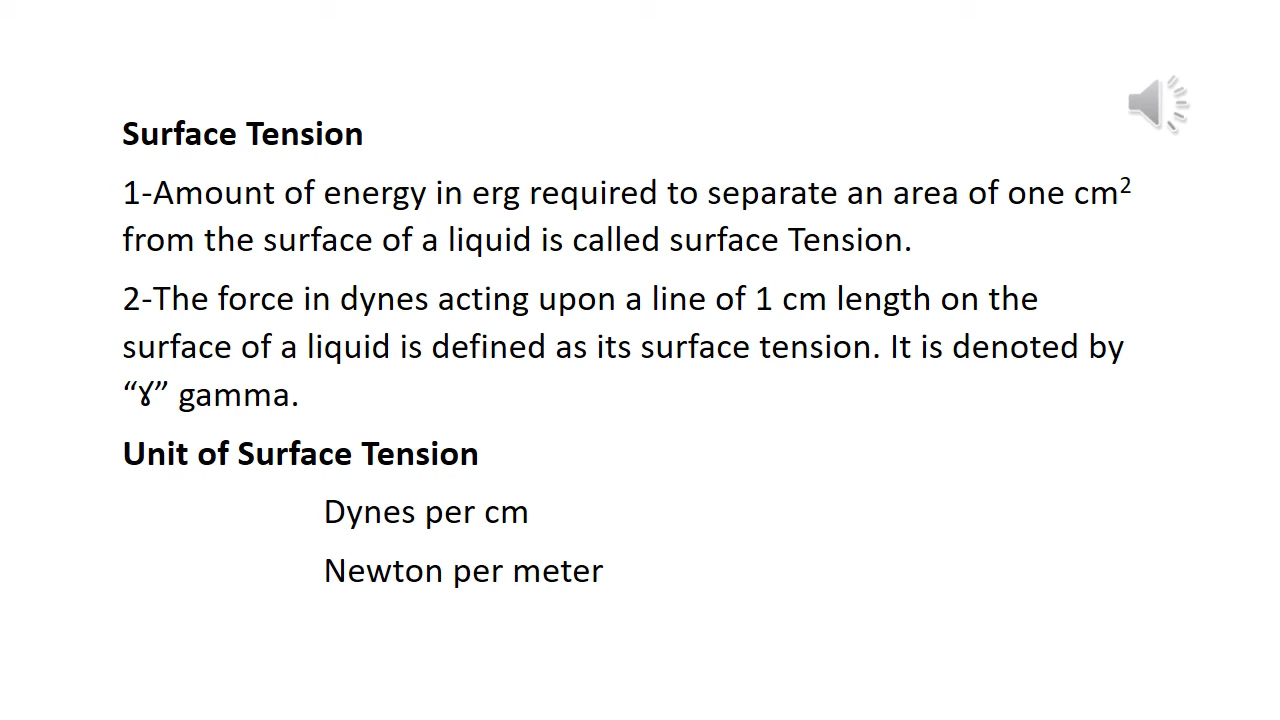 Surface Tension
1-Amount of energy in erg required to separate an area of one cm²
from the surface of a liquid is called surface Tension.
2-The force in dynes acting upon a line of 1 cm length on the
surface of a liquid is defined as its surface tension. It is denoted by
“ɤ” gamma.
Unit of Surface Tension
Dynes per cm
Newton per meter